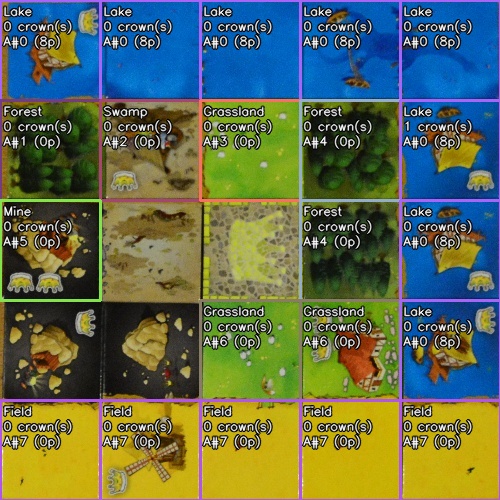 Lake
0 crown(s)
A#0 (8p)
Lake
0 crown(s)
A#0 (8p)
Lake
0 crown(s)
A#0 (8p)
Lake
0 crown(s)
A#0 (8p)
Lake
0 crown(s)
A#0 (8p)
Forest
0 crown(s)
A#1 (0p)
Swamp
0 crown(s)
A#2 (0p)
Grassland
0 crown(s)
A#3 (0p)
Forest
0 crown(s)
A#4 (0p)
Lake
1 crown(s)
A#0 (8p)
Mine
0 crown(s)
A#5 (0p)
Forest
0 crown(s)
A#4 (0p)
Lake
0 crown(s)
A#0 (8p)
Grassland
0 crown(s)
A#6 (0p)
Grassland
0 crown(s)
A#6 (0p)
Lake
0 crown(s)
A#0 (8p)
Field
0 crown(s)
A#7 (0p)
Field
0 crown(s)
A#7 (0p)
Field
0 crown(s)
A#7 (0p)
Field
0 crown(s)
A#7 (0p)
Field
0 crown(s)
A#7 (0p)